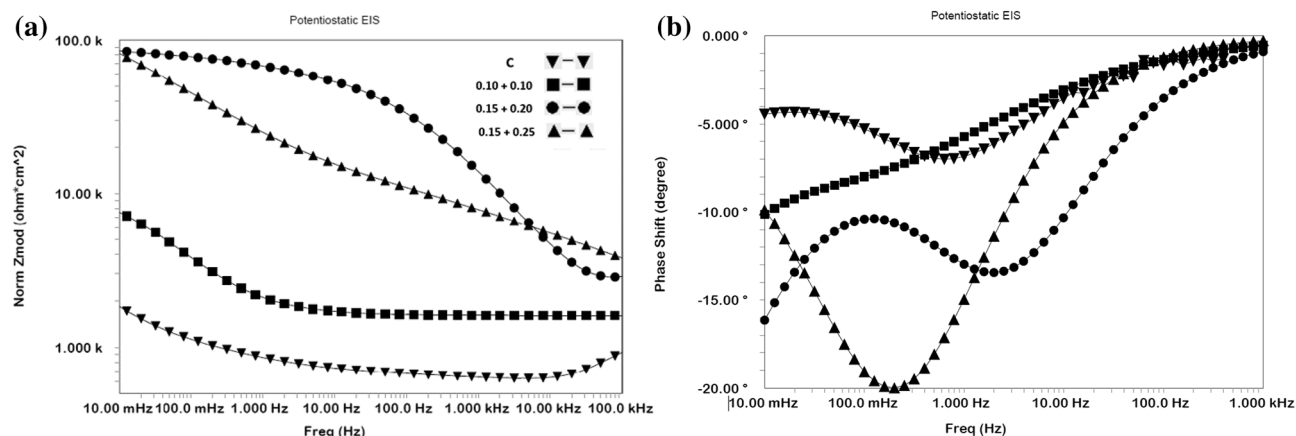 (a)
Potentiostatic EIS
Norm Zmod (ohm*cm^2)
100.0 k
10.00 k
1.000 k
C
0.10 + 0.10
0.15 + 0.20
0.15 + 0.25
10.00 mHz 100.0 mHz 1.000 Hz 10.00 Hz 100.0 Hz 1.000 kHz 10.00 kHz 100.0 kHz
Freq (Hz)
(b)
Potentiostatic EIS
Phase Shift (degree)
0.000 °
-5.000 °
-10.00 °
-15.00 °
-20.00 °
10.00 mHz 100.0 mHz 1.000 Hz 10.00 Hz 100.0 Hz 1.000 kHz
Freq (Hz)